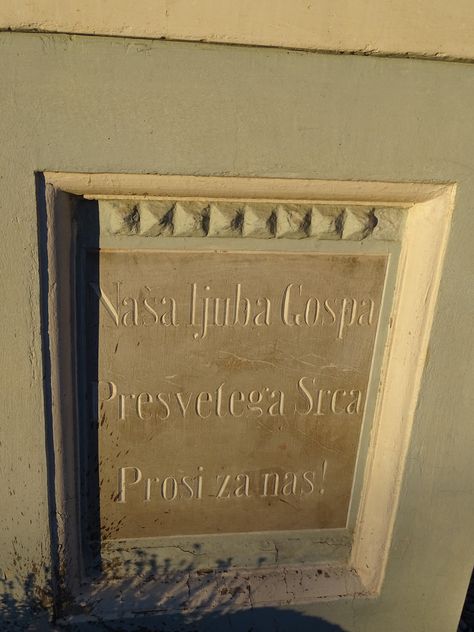 Naša ljuba Gospa
Presvetega Srca
Prosi za nas!